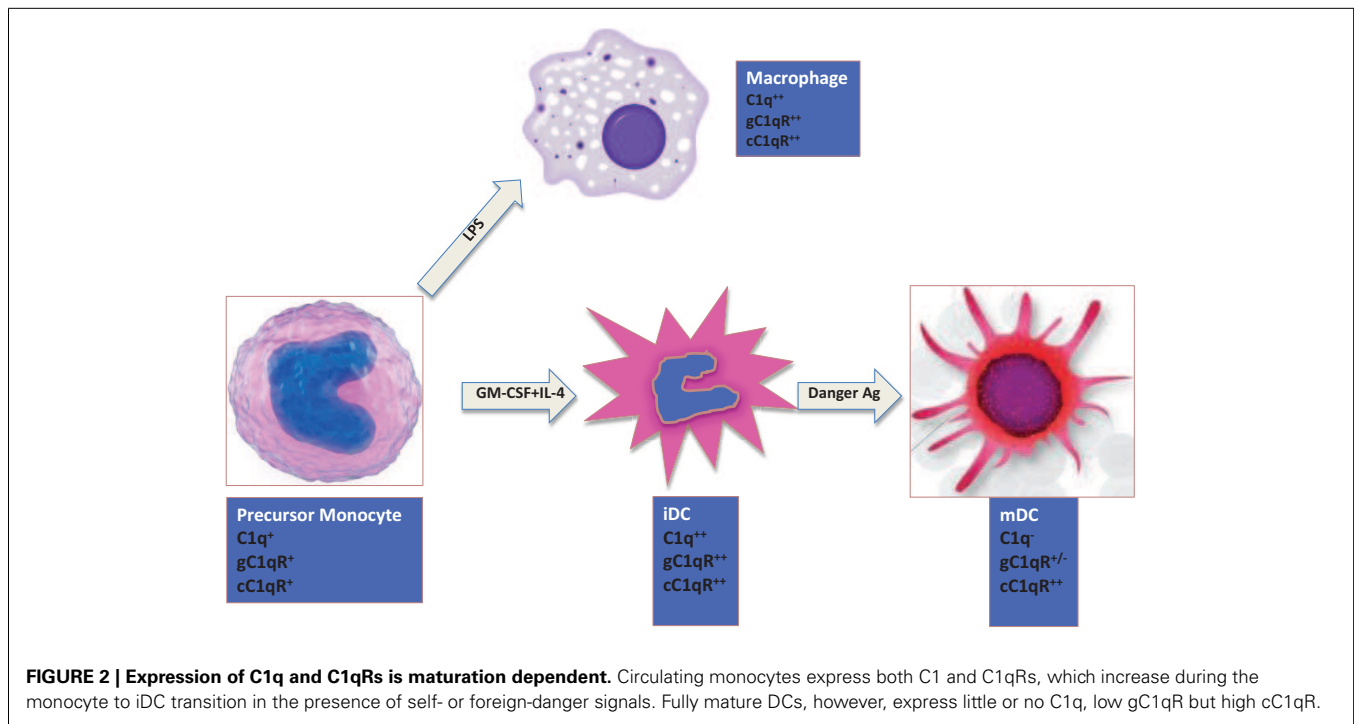 Macrophage
C1q⁺⁺
gC1qR⁺⁺
cC1qR⁺⁺
LPS
GM-CSF+IL-4
Danger Ag
Precursor Monocyte
C1q⁺
gC1qR⁺
cC1qR⁺
iDC
C1q⁺⁺
gC1qR⁺⁺
cC1qR⁺⁺
mDC
C1q⁻
gC1qR⁺/⁻
cC1qR⁺⁺
FIGURE 2 | Expression of C1q and C1qRs is maturation dependent. Circulating monocytes express both C1 and C1qRs, which increase during the
monocyte to iDC transition in the presence of self- or foreign-danger signals. Fully mature DCs, however, express little or no C1q, low gC1qR but high cC1qR.